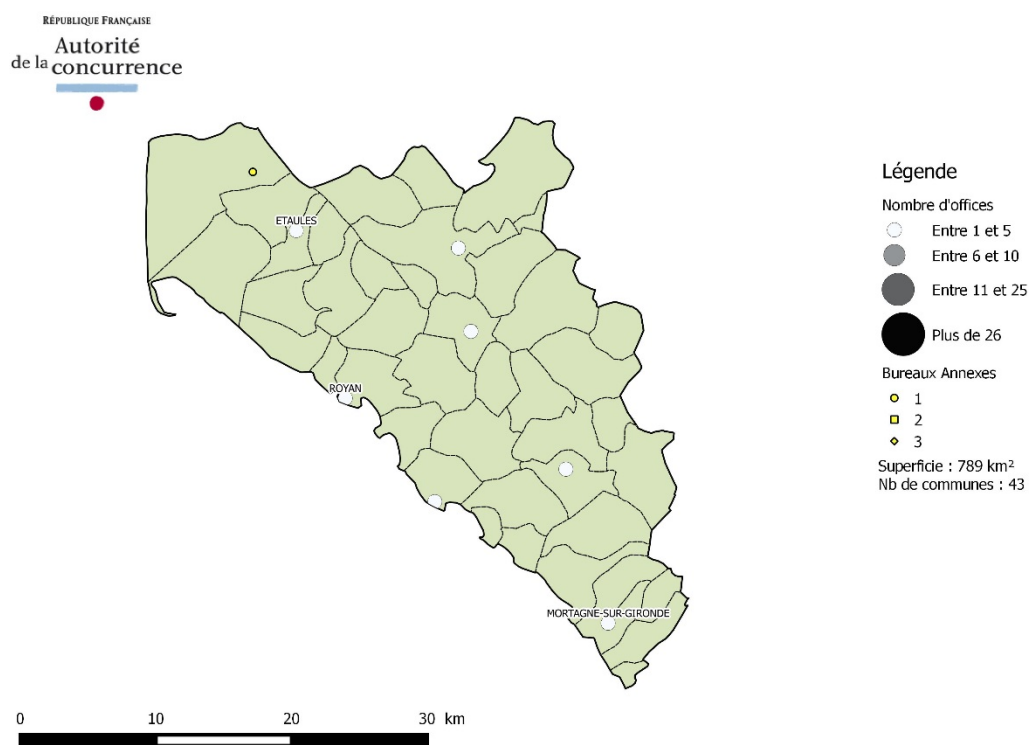 RÉPUBLIQUE FRANÇAISE
Autorité
de la concurrence
ETAULES
ROYAN
MORTAGNE-SUR-GIRONDE
Légende
Nombre d'offices
Entre 1 et 5
Entre 6 et 10
Entre 11 et 25
Plus de 26
Bureaux Annexes
1
2
3
Superficie : 789 km²
Nb de communes : 43
0 10 20 30 km